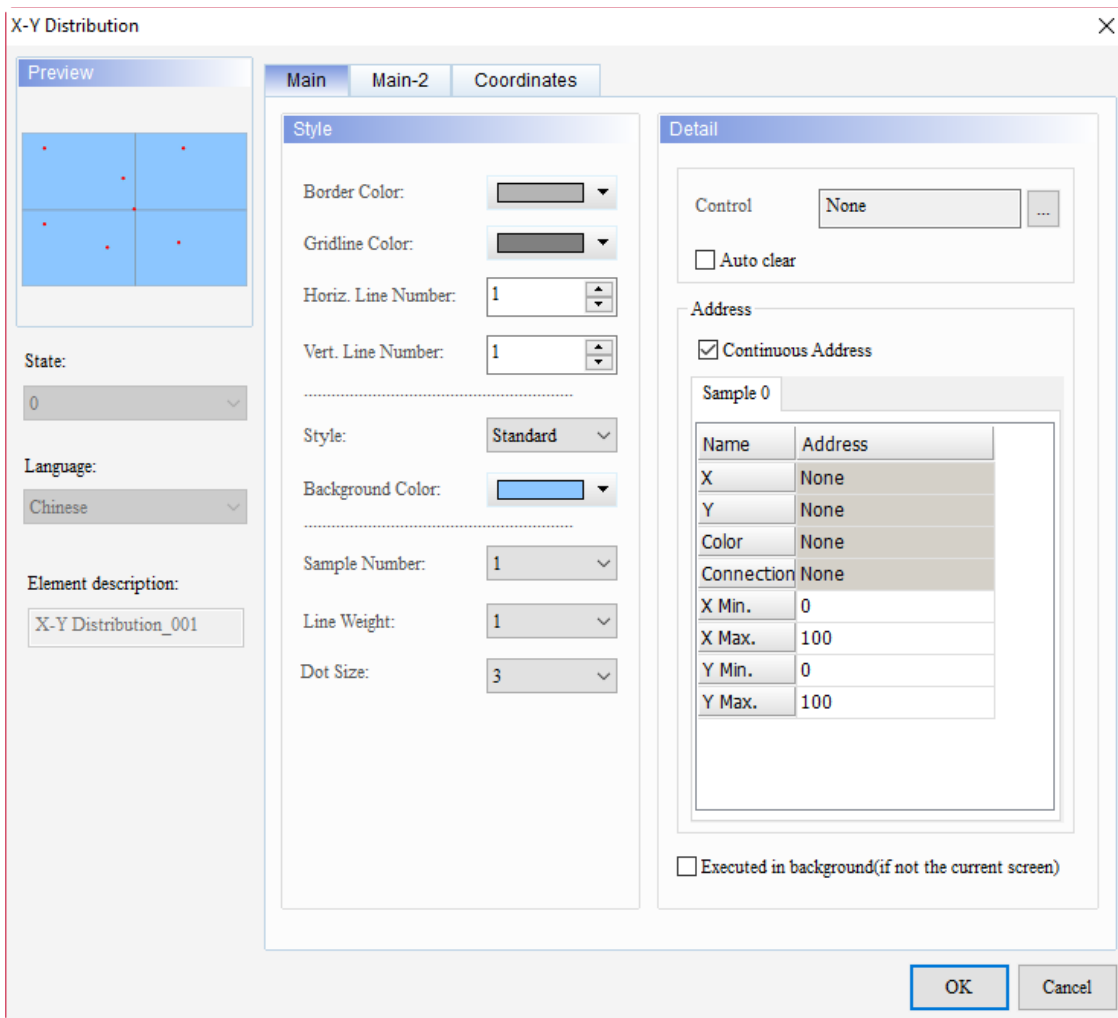 X-Y Distribution
Preview
State:
0
Language:
Chinese
Element description:
X-Y Distribution_001
Main
Main-2
Coordinates
Style
Border Color:
Gridline Color:
Horiz. Line Number:
1
Vert. Line Number:
1
Style:
Standard
Background Color:
Sample Number:
1
Line Weight:
1
Dot Size:
3
Detail
Control
None
...
Auto clear
Address
Continuous Address
Sample 0
Name Address
X None
Y None
Color None
Connection None
X Min. 0
X Max. 100
Y Min. 0
Y Max. 100
Executed in background(if not the current screen)
OK
Cancel